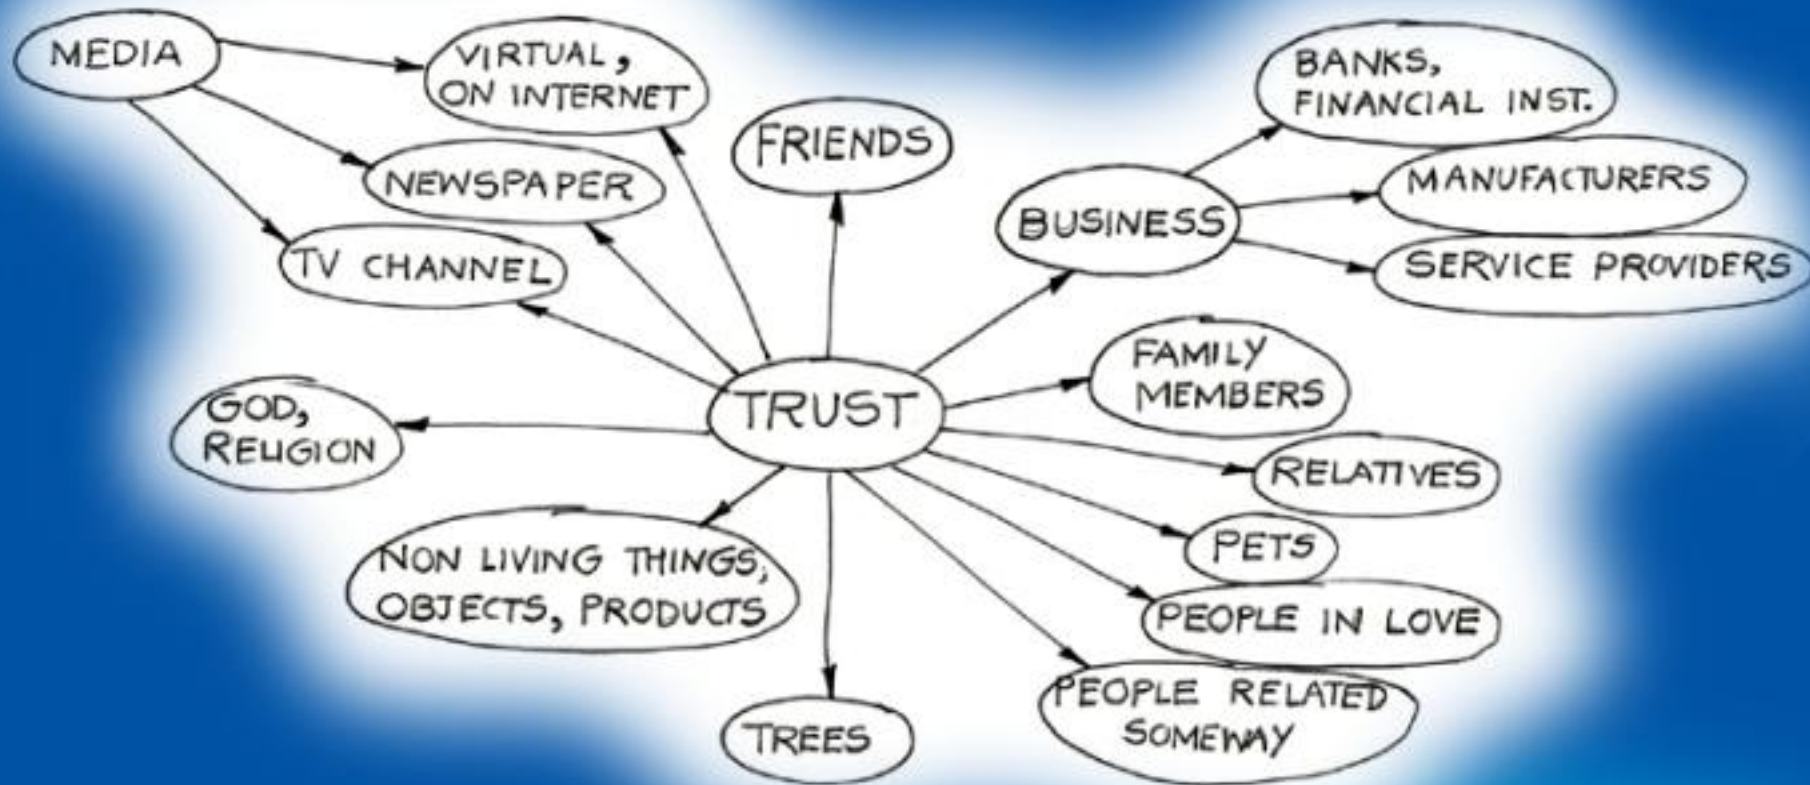 MEDIA
VIRTUAL,
ON INTERNET
NEWSPAPER
TV CHANNEL
FRIENDS
BUSINESS
BANKS,
FINANCIAL INST.
MANUFACTURERS
SERVICE PROVIDERS
TRUST
FAMILY
MEMBERS
RELATIVES
PETS
PEOPLE IN LOVE
PEOPLE RELATED
SOMEWAY
GOD,
RELIGION
NON LIVING THINGS,
OBJECTS, PRODUCTS
TREES